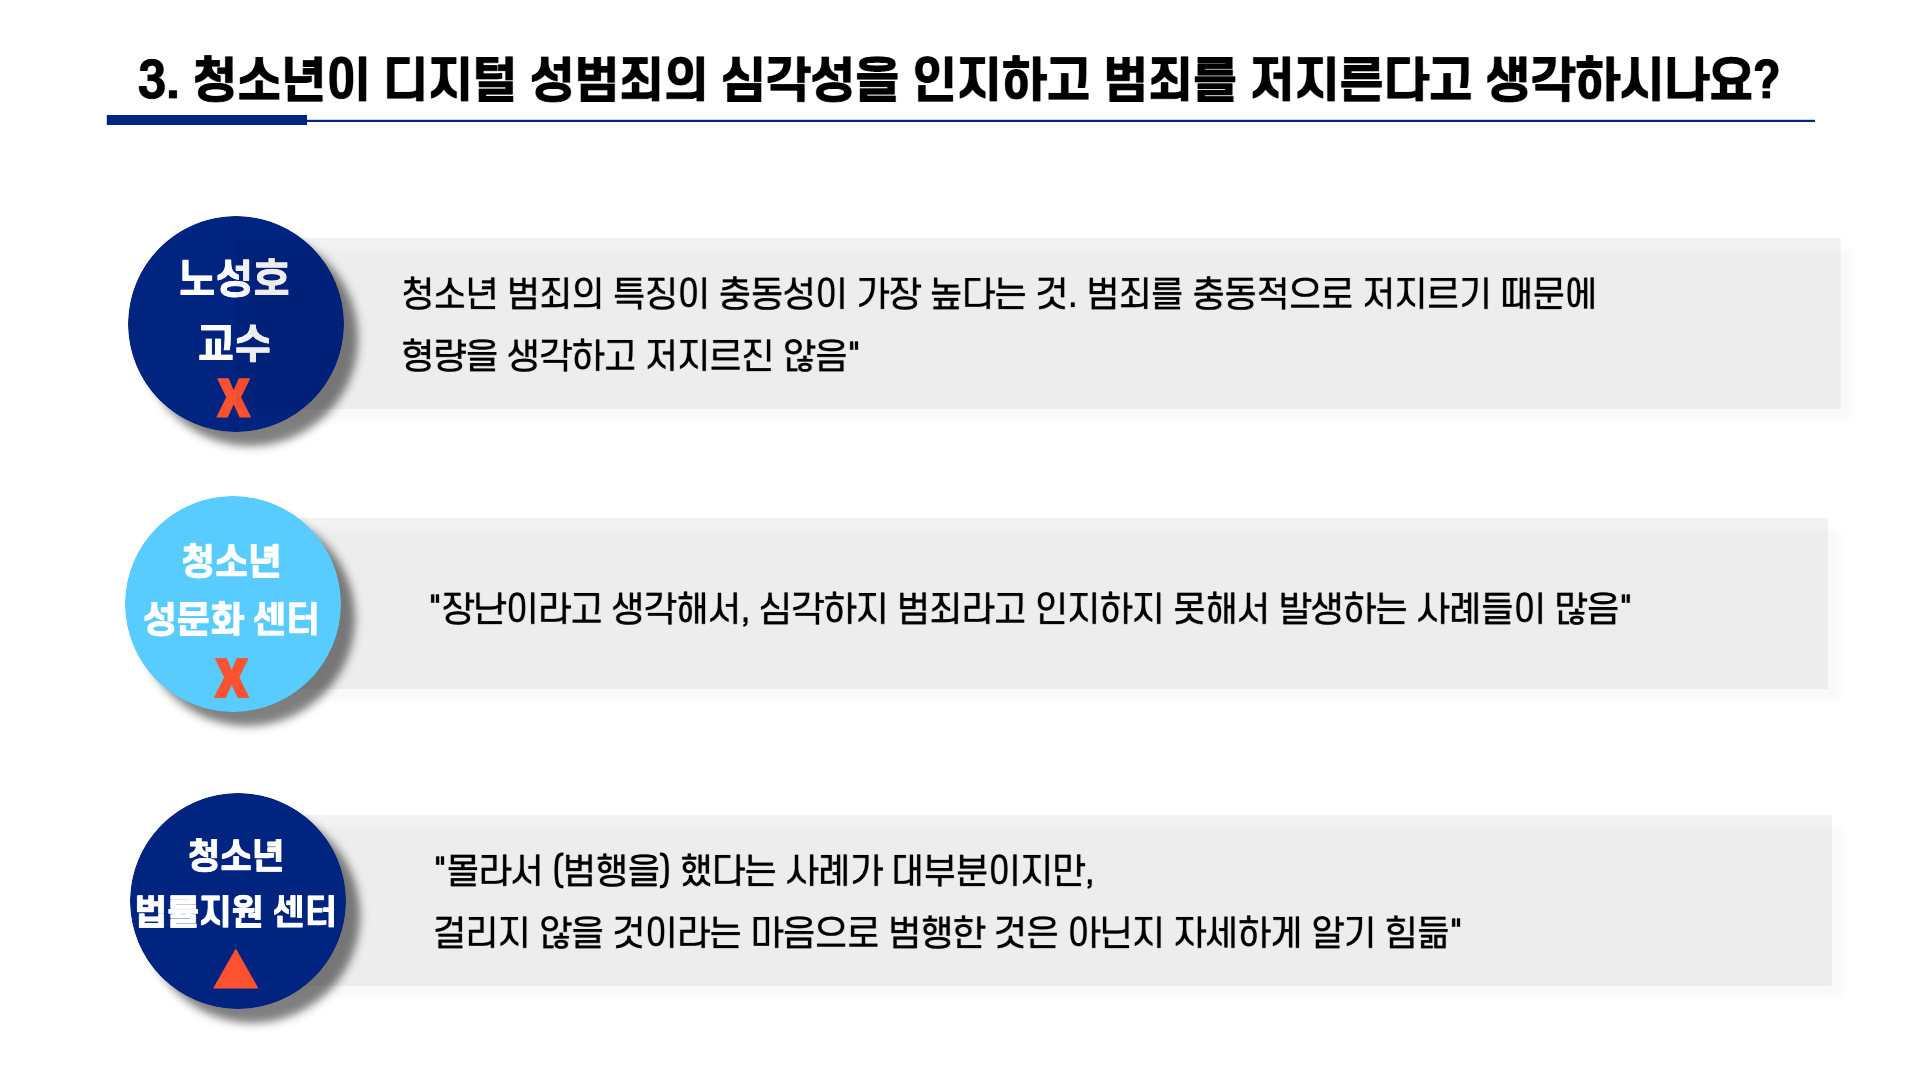 3. 청소년이 디지털 성범죄의 심각성을 인지하고 범죄를 저지른다고 생각하시나요?
노성호
교수
X
청소년 범죄의 특징이 충동성이 가장 높다는 것. 범죄를 충동적으로 저지르기 때문에
형량을 생각하고 저지르진 않음"
청소년
성문화 센터
X
"장난이라고 생각해서, 심각하지 범죄라고 인지하지 못해서 발생하는 사례들이 많음"
청소년
법률지원 센터
▲
"몰라서 (범행을) 했다는 사례가 대부분이지만,
걸리지 않을 것이라는 마음으로 범행한 것은 아닌지 자세하게 알기 힘듦"